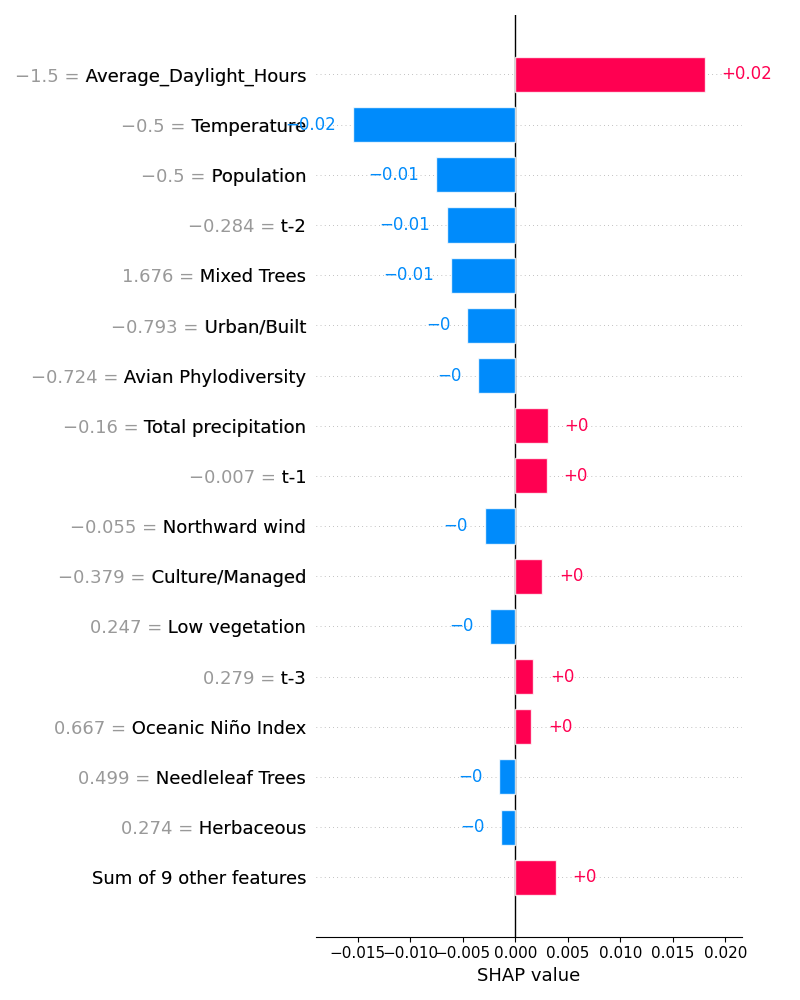 −1.5 = Average_Daylight_Hours +0.02
−0.5 = Temperature −0.02
−0.5 = Population −0.01
−0.284 = t-2 −0.01
1.676 = Mixed Trees −0.01
−0.793 = Urban/Built −0
−0.724 = Avian Phylodiversity −0
−0.16 = Total precipitation +0
−0.007 = t-1 +0
−0.055 = Northward wind −0
−0.379 = Culture/Managed +0
0.247 = Low vegetation −0
0.279 = t-3 +0
0.667 = Oceanic Niño Index +0
0.499 = Needleleaf Trees −0
0.274 = Herbaceous −0
Sum of 9 other features +0
−0.015 −0.010 −0.005 0.000 0.005 0.010 0.015 0.020
SHAP value